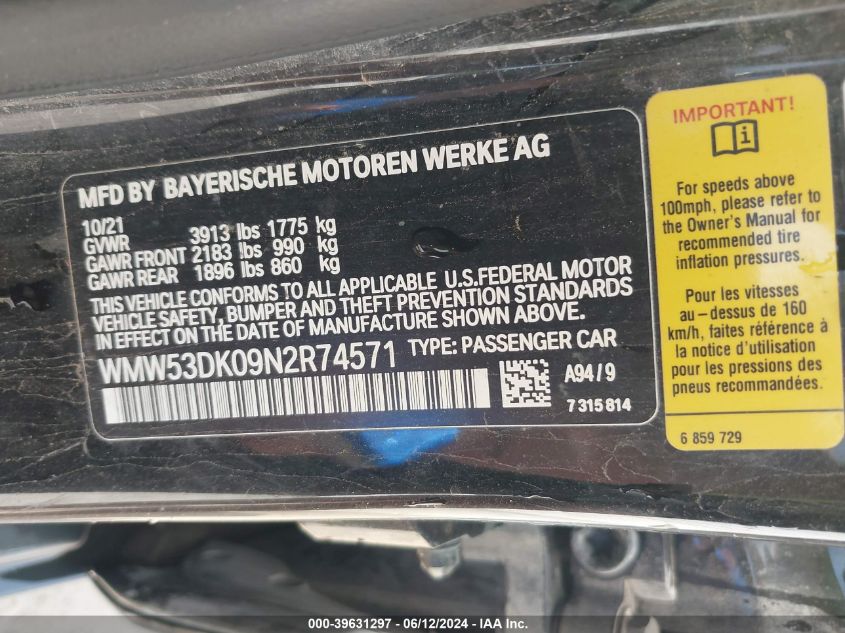 MFD BY BAYERISCHE MOTOREN WERKE AG
10/21
GVWR 3913 lbs 1775 kg
GAWR FRONT 2183 lbs 990 kg
GAWR REAR 1896 lbs 860 kg
THIS VEHICLE CONFORMS TO ALL APPLICABLE U.S.FEDERAL MOTOR
VEHICLE SAFETY, BUMPER AND THEFT PREVENTION STANDARDS
IN EFFECT ON THE DATE OF MANUFACTURE SHOWN ABOVE.
WMW53DK09N2R74571 TYPE: PASSENGER CAR
A94/9
7 315 814
IMPORTANT!
i
For speeds above
100mph, please refer to
the Owner's Manual for
recommended tire
inflation pressures.
Pour les vitesses
au-dessus de 160
km/h, faites référence à
la notice d'utilisation
pour les pressions des
pneus recommandées.
6 859 729
000-39631297 - 06/12/2024 - IAA Inc.